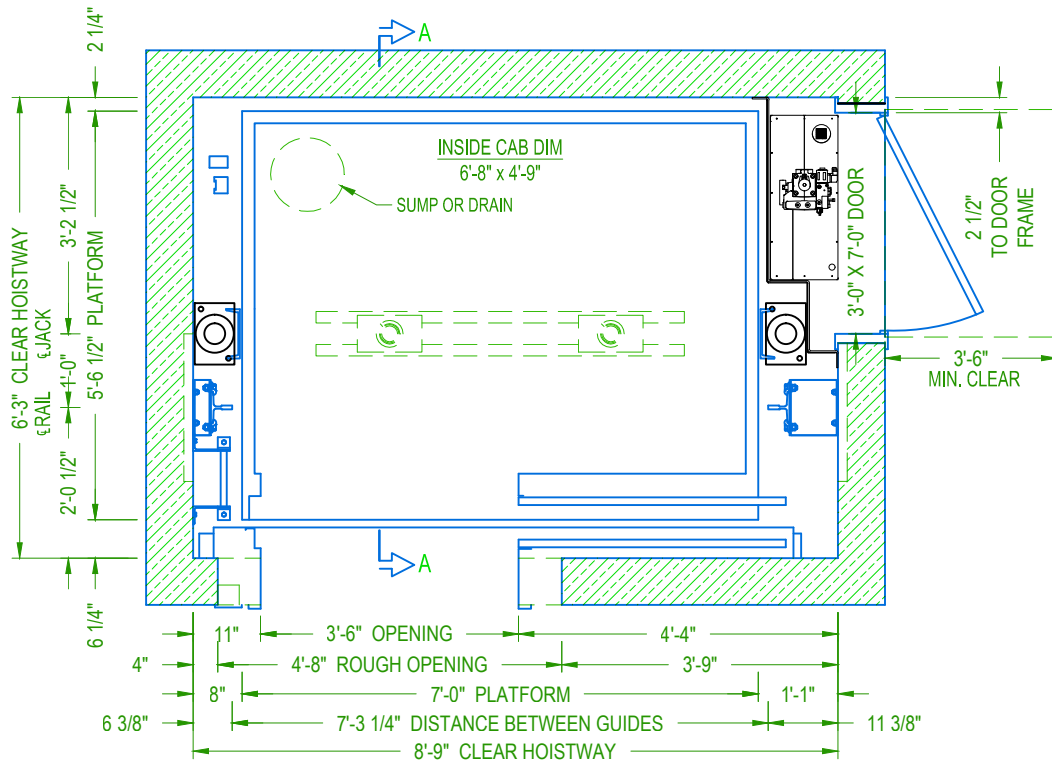 2 1/4"
A
INSIDE CAB DIM
6'-8" x 4'-9"
SUMP OR DRAIN
6'-3" CLEAR HOISTWAY
3'-2 1/2"
5'-6 1/2" PLATFORM
℄JACK
℄RAIL
1'-0"
2'-0 1/2"
6 1/4"
3'-0" X 7'-0" DOOR
2 1/2"
TO DOOR
FRAME
3'-6"
MIN. CLEAR
A
11"
3'-6" OPENING
4'-4"
4"
4'-8" ROUGH OPENING
3'-9"
8"
7'-0" PLATFORM
1'-1"
6 3/8"
7'-3 1/4" DISTANCE BETWEEN GUIDES
11 3/8"
8'-9" CLEAR HOISTWAY